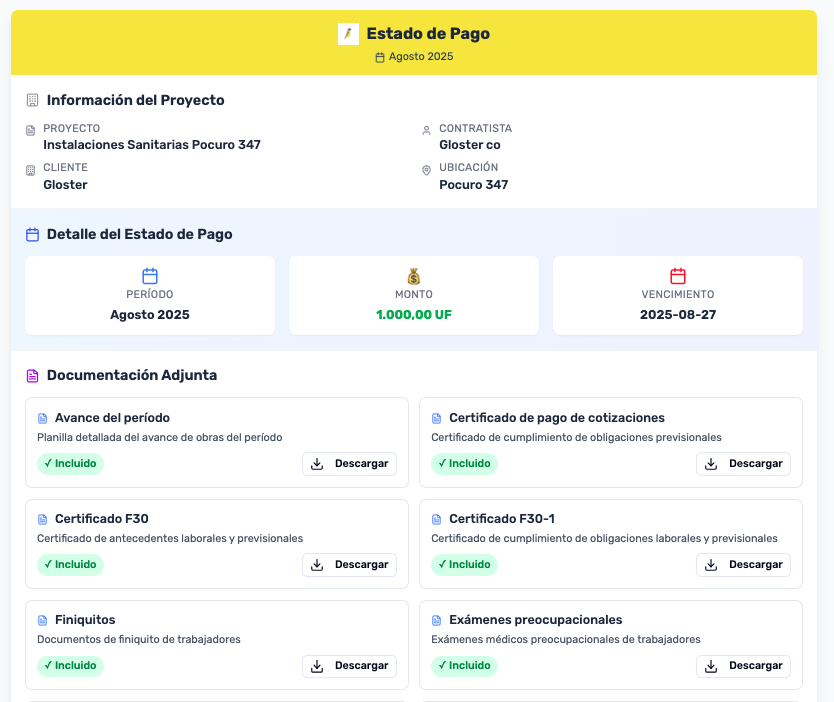 Estado de Pago
Agosto 2025
Información del Proyecto
PROYECTO
Instalaciones Sanitarias Pocuro 347
CONTRATISTA
Gloster co
CLIENTE
Gloster
UBICACIÓN
Pocuro 347
Detalle del Estado de Pago
PERÍODO
Agosto 2025
MONTO
1.000,00 UF
VENCIMIENTO
2025-08-27
Documentación Adjunta
Avance del período
Planilla detallada del avance de obras del período
✓ Incluido
Descargar
Certificado de pago de cotizaciones
Certificado de cumplimiento de obligaciones previsionales
✓ Incluido
Descargar
Certificado F30
Certificado de antecedentes laborales y previsionales
✓ Incluido
Descargar
Certificado F30-1
Certificado de cumplimiento de obligaciones laborales y previsionales
✓ Incluido
Descargar
Finiquitos
Documentos de finiquito de trabajadores
✓ Incluido
Descargar
Exámenes preocupacionales
Exámenes médicos preocupacionales de trabajadores
✓ Incluido
Descargar